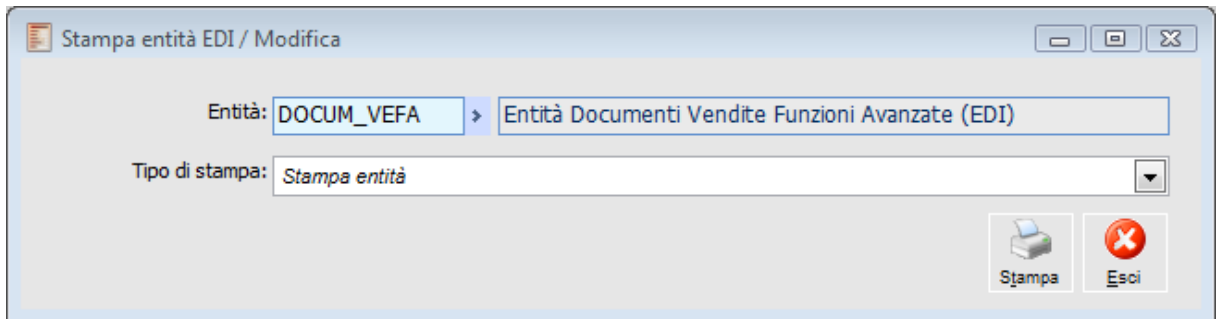 Stampa entità EDI / Modifica
Entità: DOCUM_VEFA Entità Documenti Vendite Funzioni Avanzate (EDI)
Tipo di stampa: Stampa entità
Stampa Esci